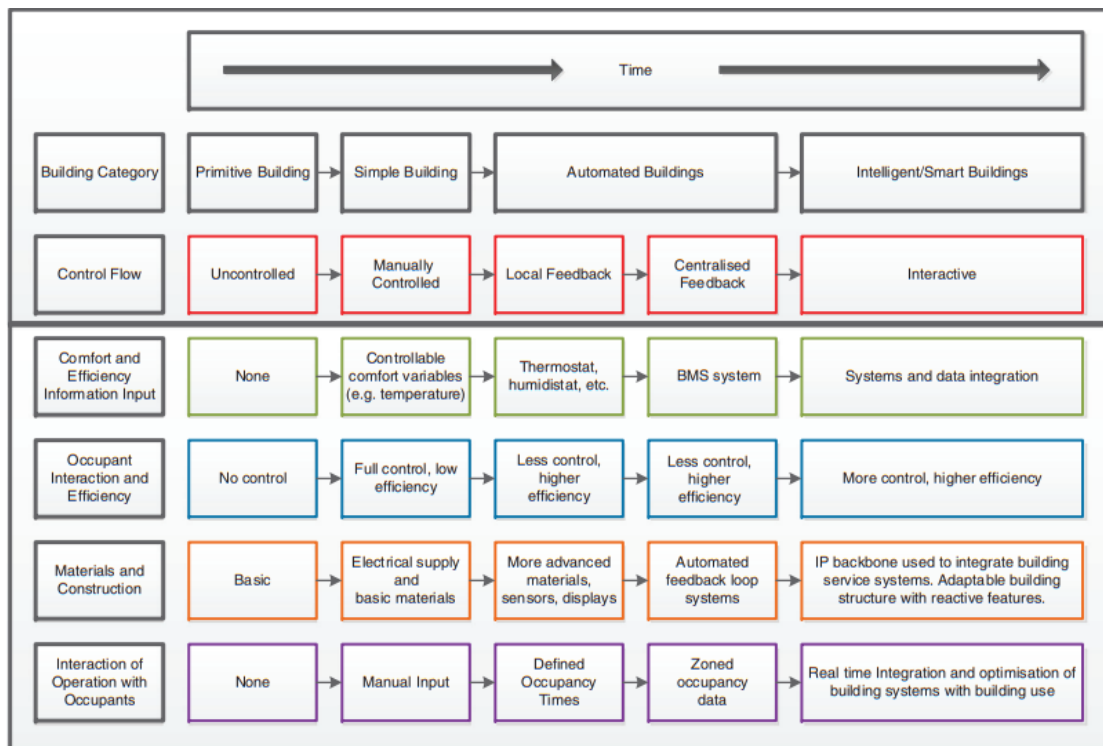 Time
Building Category
Primitive Building
Simple Building
Automated Buildings
Intelligent/Smart Buildings
Control Flow
Uncontrolled
Manually
Controlled
Local Feedback
Centralised
Feedback
Interactive
Comfort and
Efficiency
Information Input
None
Controllable
comfort variables
(e.g. temperature)
Thermostat,
humidistat, etc.
BMS system
Systems and data integration
Occupant
Interaction and
Efficiency
No control
Full control, low
efficiency
Less control,
higher
efficiency
Less control,
higher
efficiency
More control, higher efficiency
Materials and
Construction
Basic
Electrical supply
and
basic materials
More advanced
materials,
sensors, displays
Automated
feedback loop
systems
IP backbone used to integrate building
service systems. Adaptable building
structure with reactive features.
Interaction of
Operation with
Occupants
None
Manual Input
Defined
Occupancy
Times
Zoned
occupancy
data
Real time Integration and optimisation of
building systems with building use